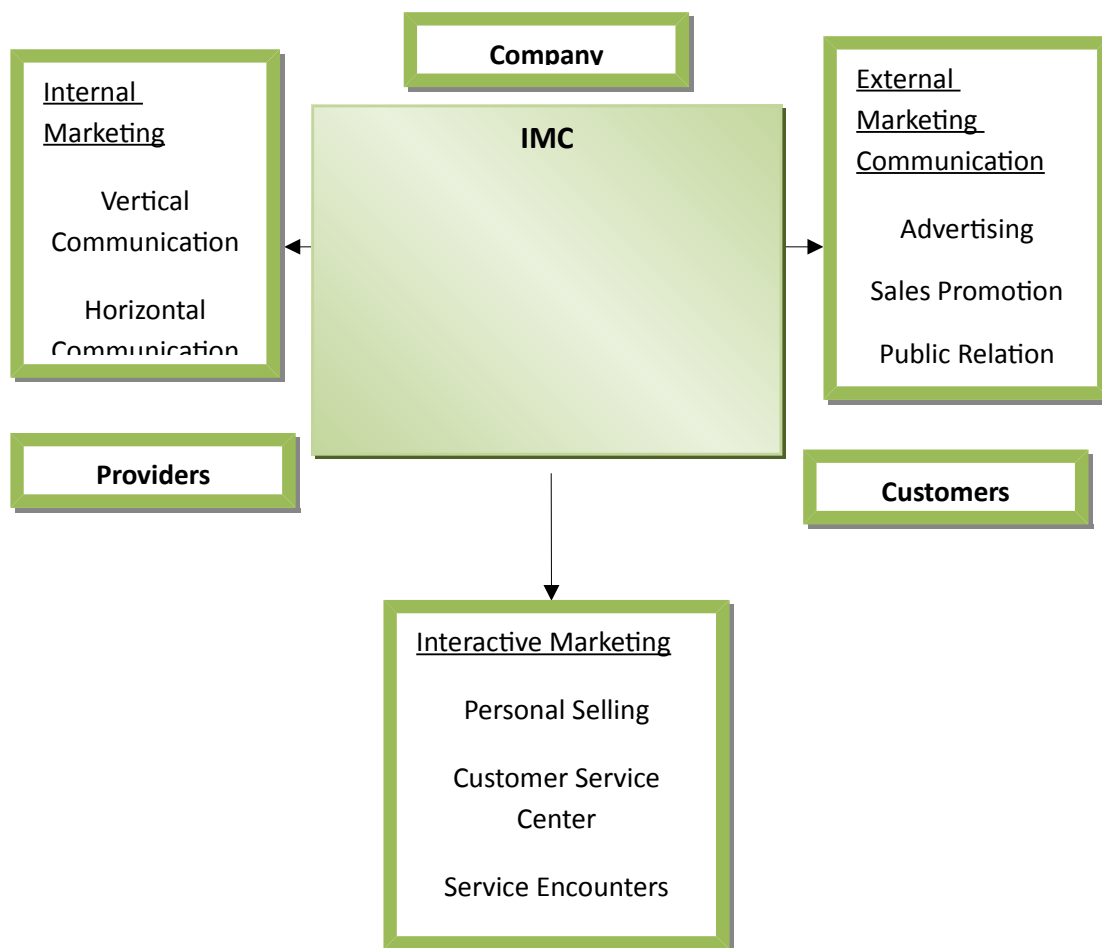 Company
Internal
Marketing
Vertical
Communication
Horizontal
Communication
IMC
External
Marketing
Communication
Advertising
Sales Promotion
Public Relation
Providers
Customers
Interactive Marketing
Personal Selling
Customer Service
Center
Service Encounters